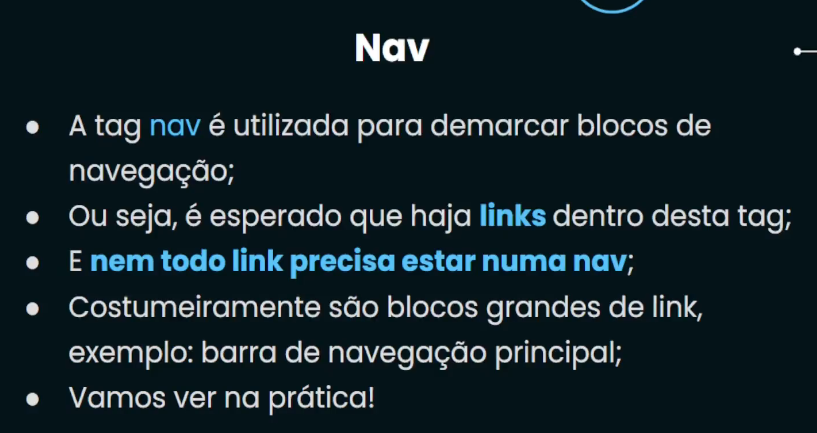 Nav
● A tag nav é utilizada para demarcar blocos de
navegação;
● Ou seja, é esperado que haja links dentro desta tag;
● E nem todo link precisa estar numa nav;
● Costumeiramente são blocos grandes de link,
exemplo: barra de navegação principal;
● Vamos ver na prática!